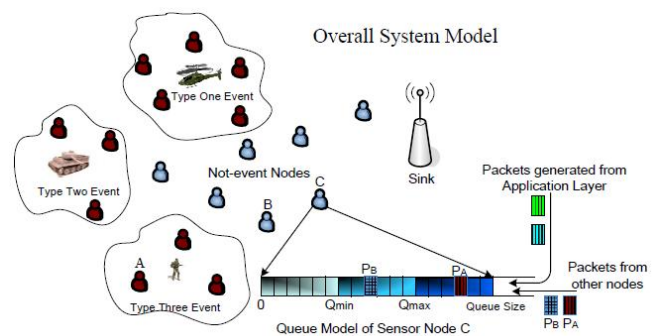 Overall System Model
Type One Event
Type Two Event
Not-event Nodes
Sink
Packets generated from
Application Layer
C
B
A
Type Three Event
PB
PA
Packets from
other nodes
0
Qmin
Qmax
Queue Size
PB
PA
Queue Model of Sensor Node C